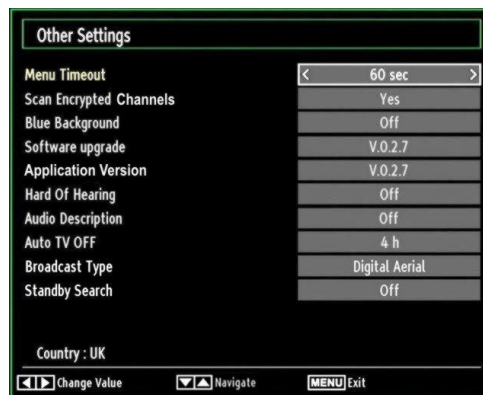 Other Settings
Menu Timeout < 60 sec >
Scan Encrypted Channels Yes
Blue Background Off
Software upgrade V.0.2.7
Application Version V.0.2.7
Hard Of Hearing Off
Audio Description Off
Auto TV OFF 4 h
Broadcast Type Digital Aerial
Standby Search Off
Country : UK
Change Value Navigate MENU Exit